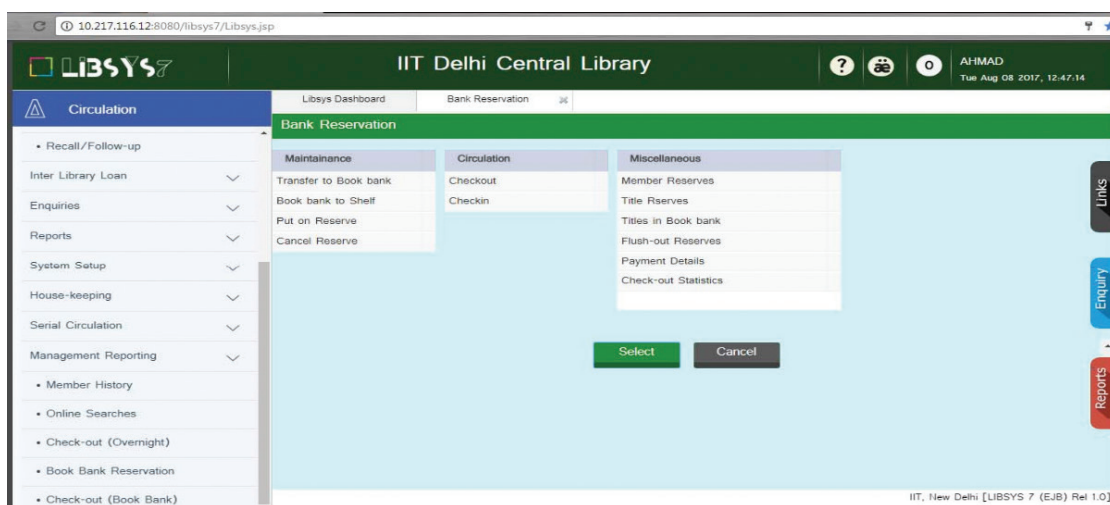 10.217.116.12:8080/libsys7/Libsys.jsp
LiBSYS7
IIT Delhi Central Library
?
æ
O
AHMAD
Tue Aug 08 2017, 12:47:14
Circulation
Libsys Dashboard
Bank Reservation
Bank Reservation
• Recall/Follow-up
Inter Library Loan
Enquiries
Reports
System Setup
House-keeping
Serial Circulation
Management Reporting
• Member History
• Online Searches
• Check-out (Overnight)
• Book Bank Reservation
• Check-out (Book Bank)
Maintainance
Transfer to Book bank
Book bank to Shelf
Put on Reserve
Cancel Reserve
Circulation
Checkout
Checkin
Miscellaneous
Member Reserves
Title Rserves
Titles in Book bank
Flush-out Reserves
Payment Details
Check-out Statistics
Select
Cancel
Links
Enquiry
Reports
IIT, New Delhi [LIBSYS 7 (EJB) Rel 1.0]